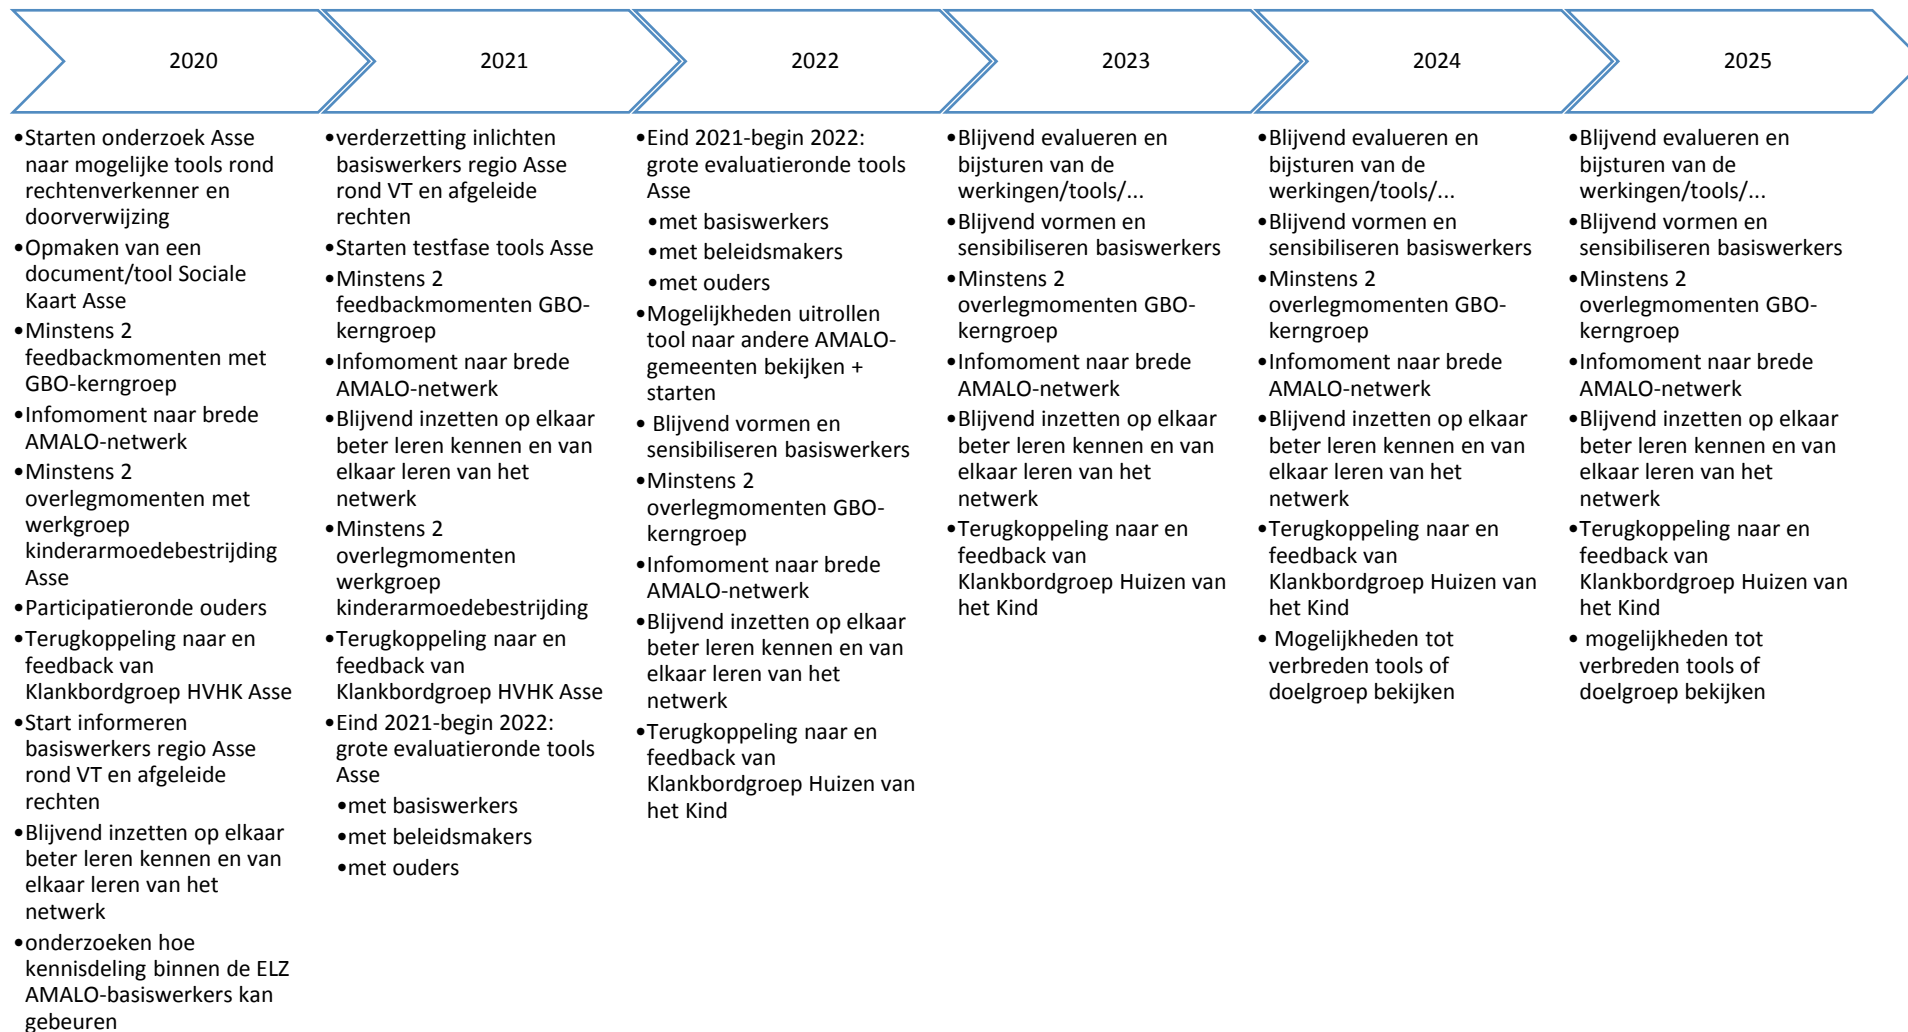 2020
2021
2022
2023
2024
2025
•Starten onderzoek Asse
naar mogelijke tools rond
rechtenverkenner en
doorverwijzing
•Opmaken van een
document/tool Sociale
Kaart Asse
•Minstens 2
feedbackmomenten met
GBO-kerngroep
•Infomoment naar brede
AMALO-netwerk
•Minstens 2
overlegmomenten met
werkgroep
kinderarmoedebestrijding
Asse
•Participatieronde ouders
•Terugkoppeling naar en
feedback van
Klankbordgroep HVHK Asse
•Start informeren
basiswerkers regio Asse
rond VT en afgeleide
rechten
•Blijvend inzetten op elkaar
beter leren kennen en van
elkaar leren van het
netwerk
•onderzoeken hoe
kennisdeling binnen de ELZ
AMALO-basiswerkers kan
gebeuren
•verderzetting inlichten
basiswerkers regio Asse
rond VT en afgeleide
rechten
•Starten testfase tools Asse
•Minstens 2
feedbackmomenten GBO-
kerngroep
•Infomoment naar brede
AMALO-netwerk
•Blijvend inzetten op elkaar
beter leren kennen en van
elkaar leren van het
netwerk
•Minstens 2
overlegmomenten
werkgroep
kinderarmoedebestrijding
•Terugkoppeling naar en
feedback van
Klankbordgroep HVHK Asse
•Eind 2021-begin 2022:
grote evaluatieronde tools
Asse
•met basiswerkers
•met beleidsmakers
•met ouders
•Eind 2021-begin 2022:
grote evaluatieronde tools
Asse
•met basiswerkers
•met beleidsmakers
•met ouders
•Mogelijkheden uitrollen
tool naar andere AMALO-
gemeenten bekijken +
starten
• Blijvend vormen en
sensibiliseren basiswerkers
•Minstens 2
overlegmomenten GBO-
kerngroep
•Infomoment naar brede
AMALO-netwerk
•Blijvend inzetten op elkaar
beter leren kennen en van
elkaar leren van het
netwerk
•Terugkoppeling naar en
feedback van
Klankbordgroep Huizen van
het Kind
•Blijvend evalueren en
bijsturen van de
werkingen/tools/...
•Blijvend vormen en
sensibiliseren basiswerkers
•Minstens 2
overlegmomenten GBO-
kerngroep
•Infomoment naar brede
AMALO-netwerk
•Blijvend inzetten op elkaar
beter leren kennen en van
elkaar leren van het
netwerk
•Terugkoppeling naar en
feedback van
Klankbordgroep Huizen van
het Kind
•Blijvend evalueren en
bijsturen van de
werkingen/tools/...
•Blijvend vormen en
sensibiliseren basiswerkers
•Minstens 2
overlegmomenten GBO-
kerngroep
•Infomoment naar brede
AMALO-netwerk
•Blijvend inzetten op elkaar
beter leren kennen en van
elkaar leren van het
netwerk
•Terugkoppeling naar en
feedback van
Klankbordgroep Huizen van
het Kind
• Mogelijkheden tot
verbreden tools of
doelgroep bekijken
•Blijvend evalueren en
bijsturen van de
werkingen/tools/...
•Blijvend vormen en
sensibiliseren basiswerkers
•Minstens 2
overlegmomenten GBO-
kerngroep
•Infomoment naar brede
AMALO-netwerk
•Blijvend inzetten op elkaar
beter leren kennen en van
elkaar leren van het
netwerk
•Terugkoppeling naar en
feedback van
Klankbordgroep Huizen van
het Kind
• mogelijkheden tot
verbreden tools of
doelgroep bekijken